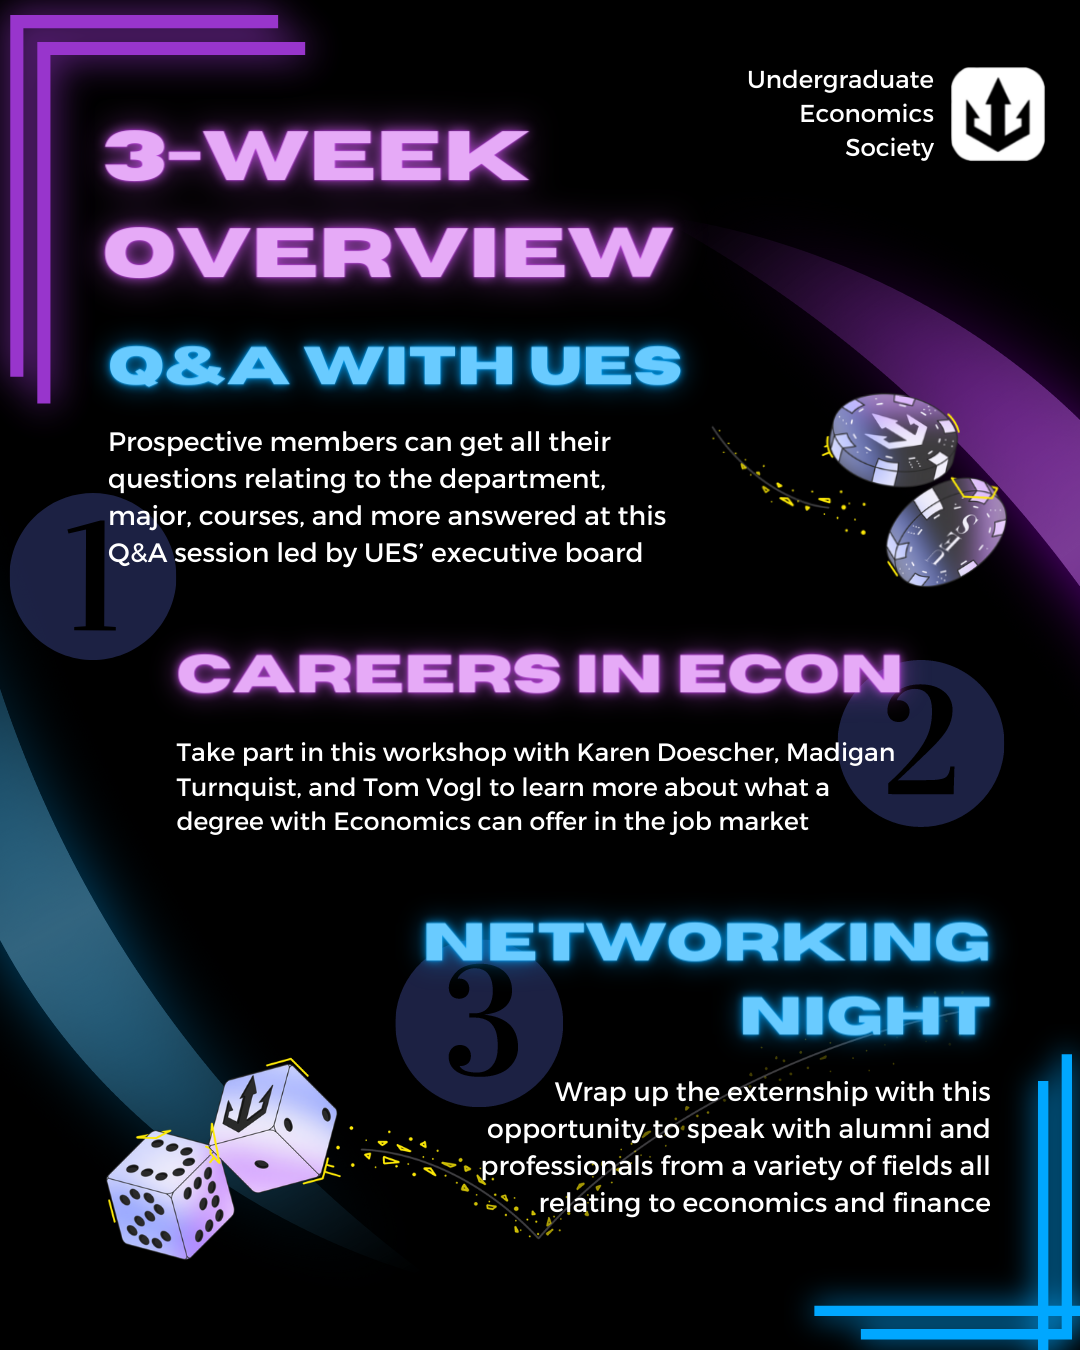 Undergraduate
Economics
Society
3-WEEK
OVERVIEW
Q&A WITH UES
Prospective members can get all their
questions relating to the department,
major, courses, and more answered at this
Q&A session led by UES’ executive board
1
UES
CAREERS IN ECON
2
Take part in this workshop with Karen Doescher, Madigan
Turnquist, and Tom Vogl to learn more about what a
degree with Economics can offer in the job market
NETWORKING
NIGHT
3
Wrap up the externship with this
opportunity to speak with alumni and
professionals from a variety of fields all
relating to economics and finance